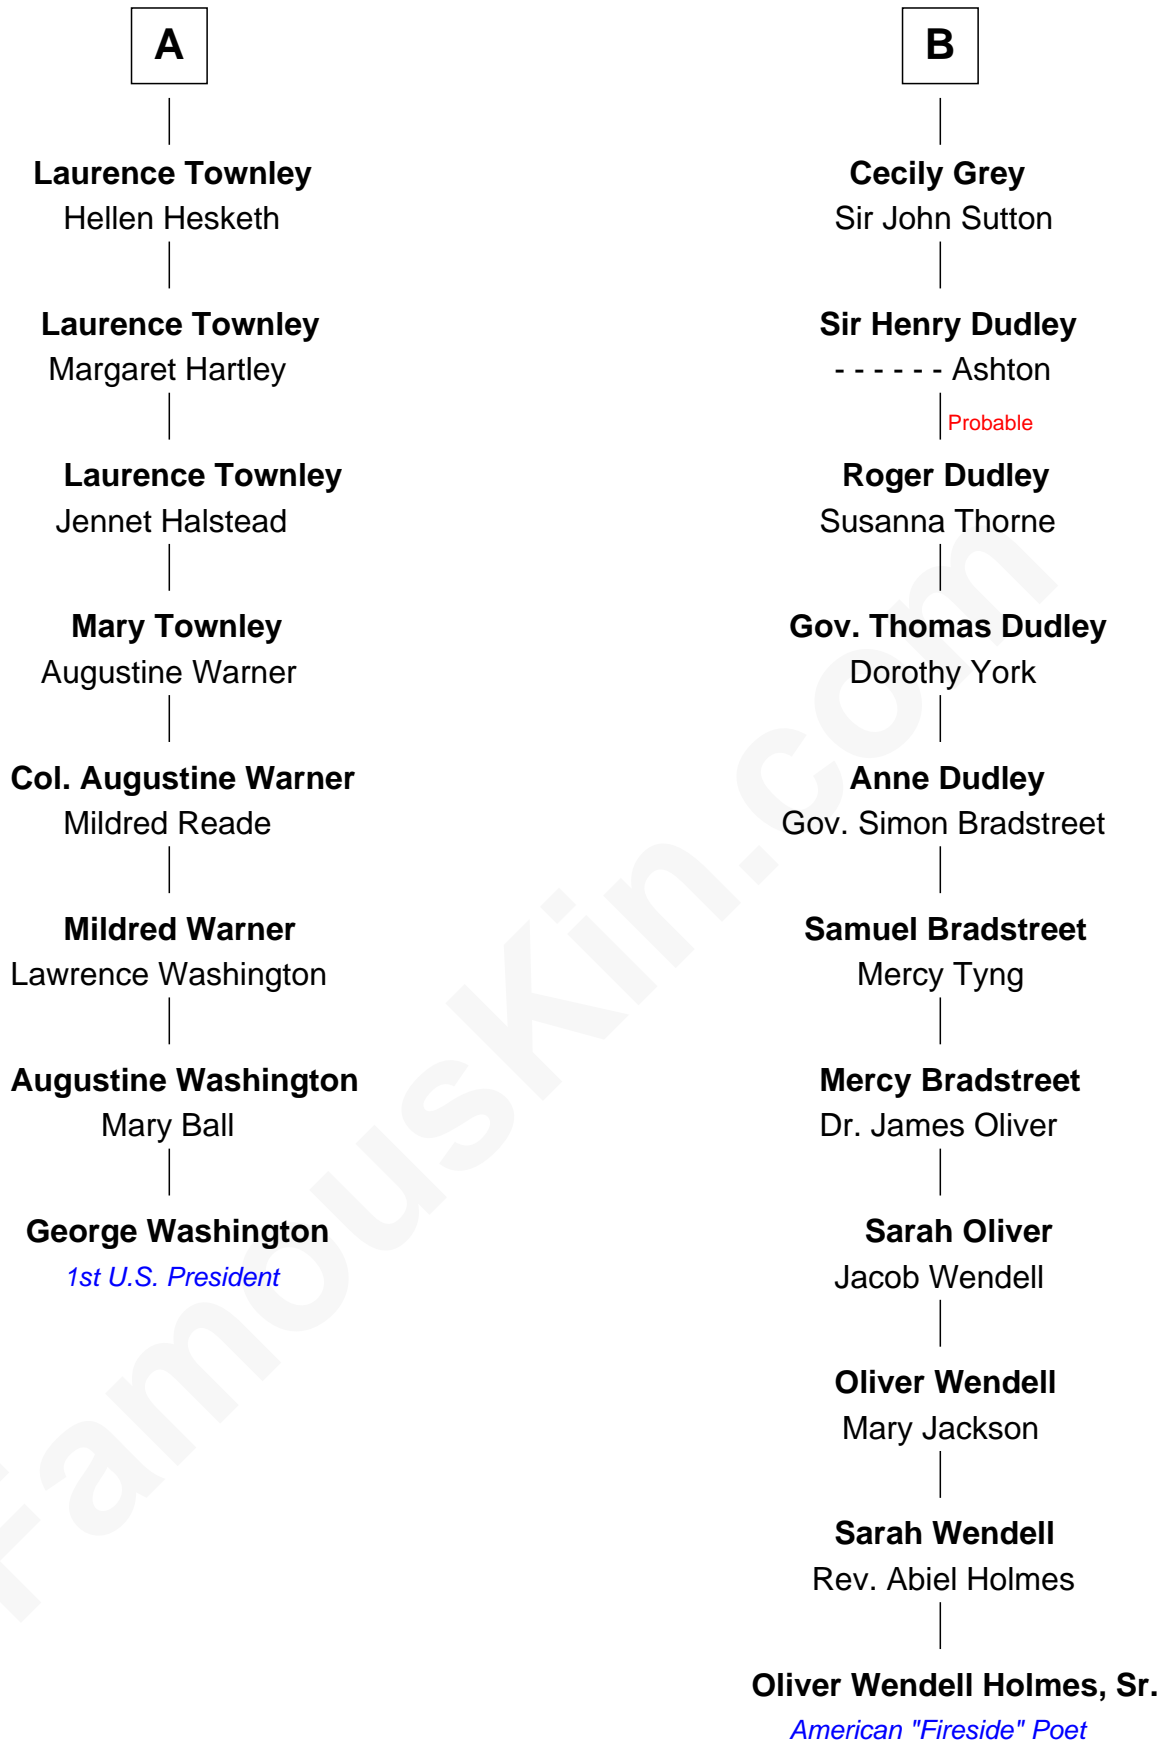 A
Laurence Townley
Hellen Hesketh
Laurence Townley
Margaret Hartley
Laurence Townley
Jennet Halstead
Mary Townley
Augustine Warner
Col. Augustine Warner
Mildred Reade
Mildred Warner
Lawrence Washington
Augustine Washington
Mary Ball
George Washington
1st U.S. President
B
Cecily Grey
Sir John Sutton
Sir Henry Dudley
- - - - - - Ashton
Probable
Roger Dudley
Susanna Thorne
Gov. Thomas Dudley
Dorothy York
Anne Dudley
Gov. Simon Bradstreet
Samuel Bradstreet
Mercy Tyng
Mercy Bradstreet
Dr. James Oliver
Sarah Oliver
Jacob Wendell
Oliver Wendell
Mary Jackson
Sarah Wendell
Rev. Abiel Holmes
Oliver Wendell Holmes, Sr.
American "Fireside" Poet
FamousKin.com